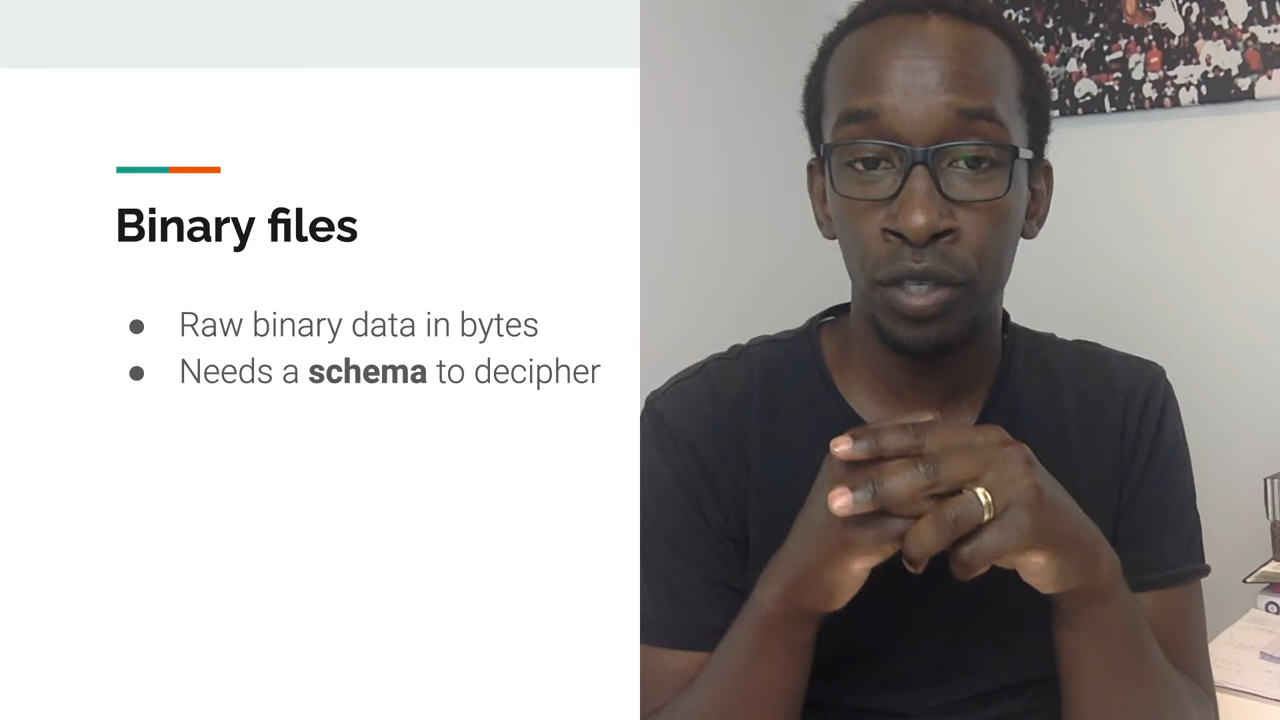 Binary files
● Raw binary data in bytes
● Needs a schema to decipher